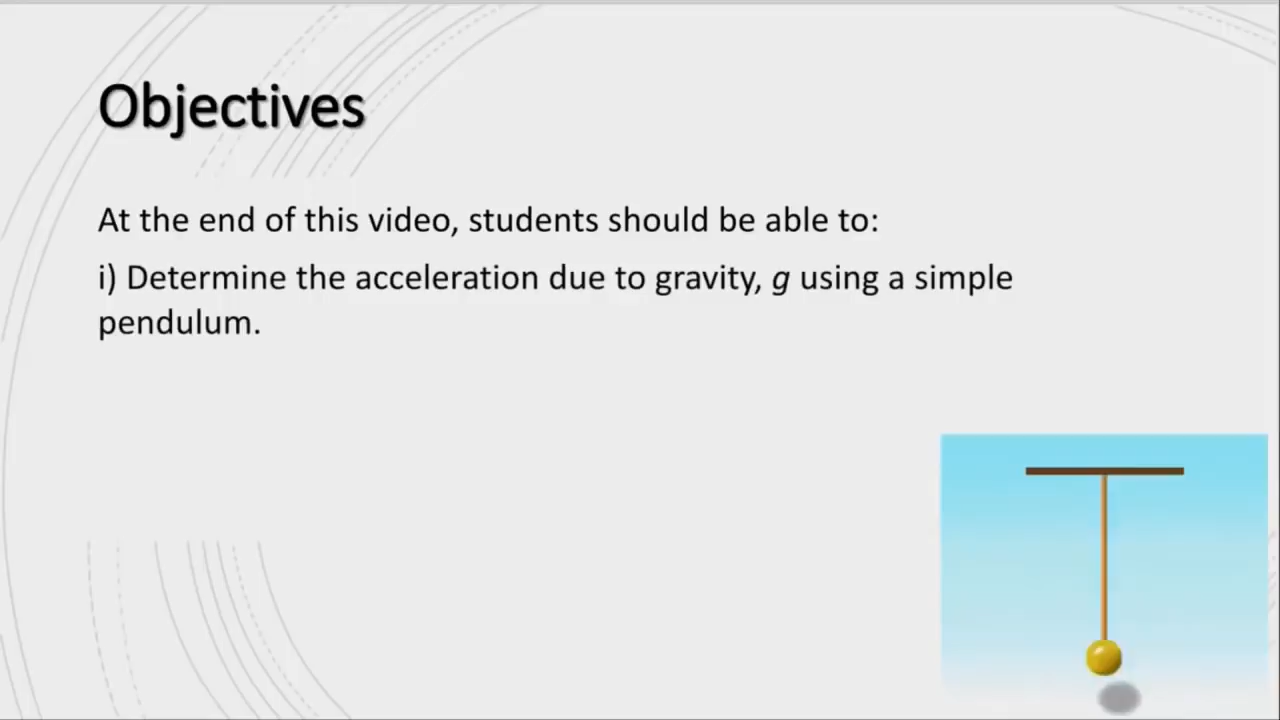 Objectives
At the end of this video, students should be able to:
i) Determine the acceleration due to gravity, g using a simple
pendulum.